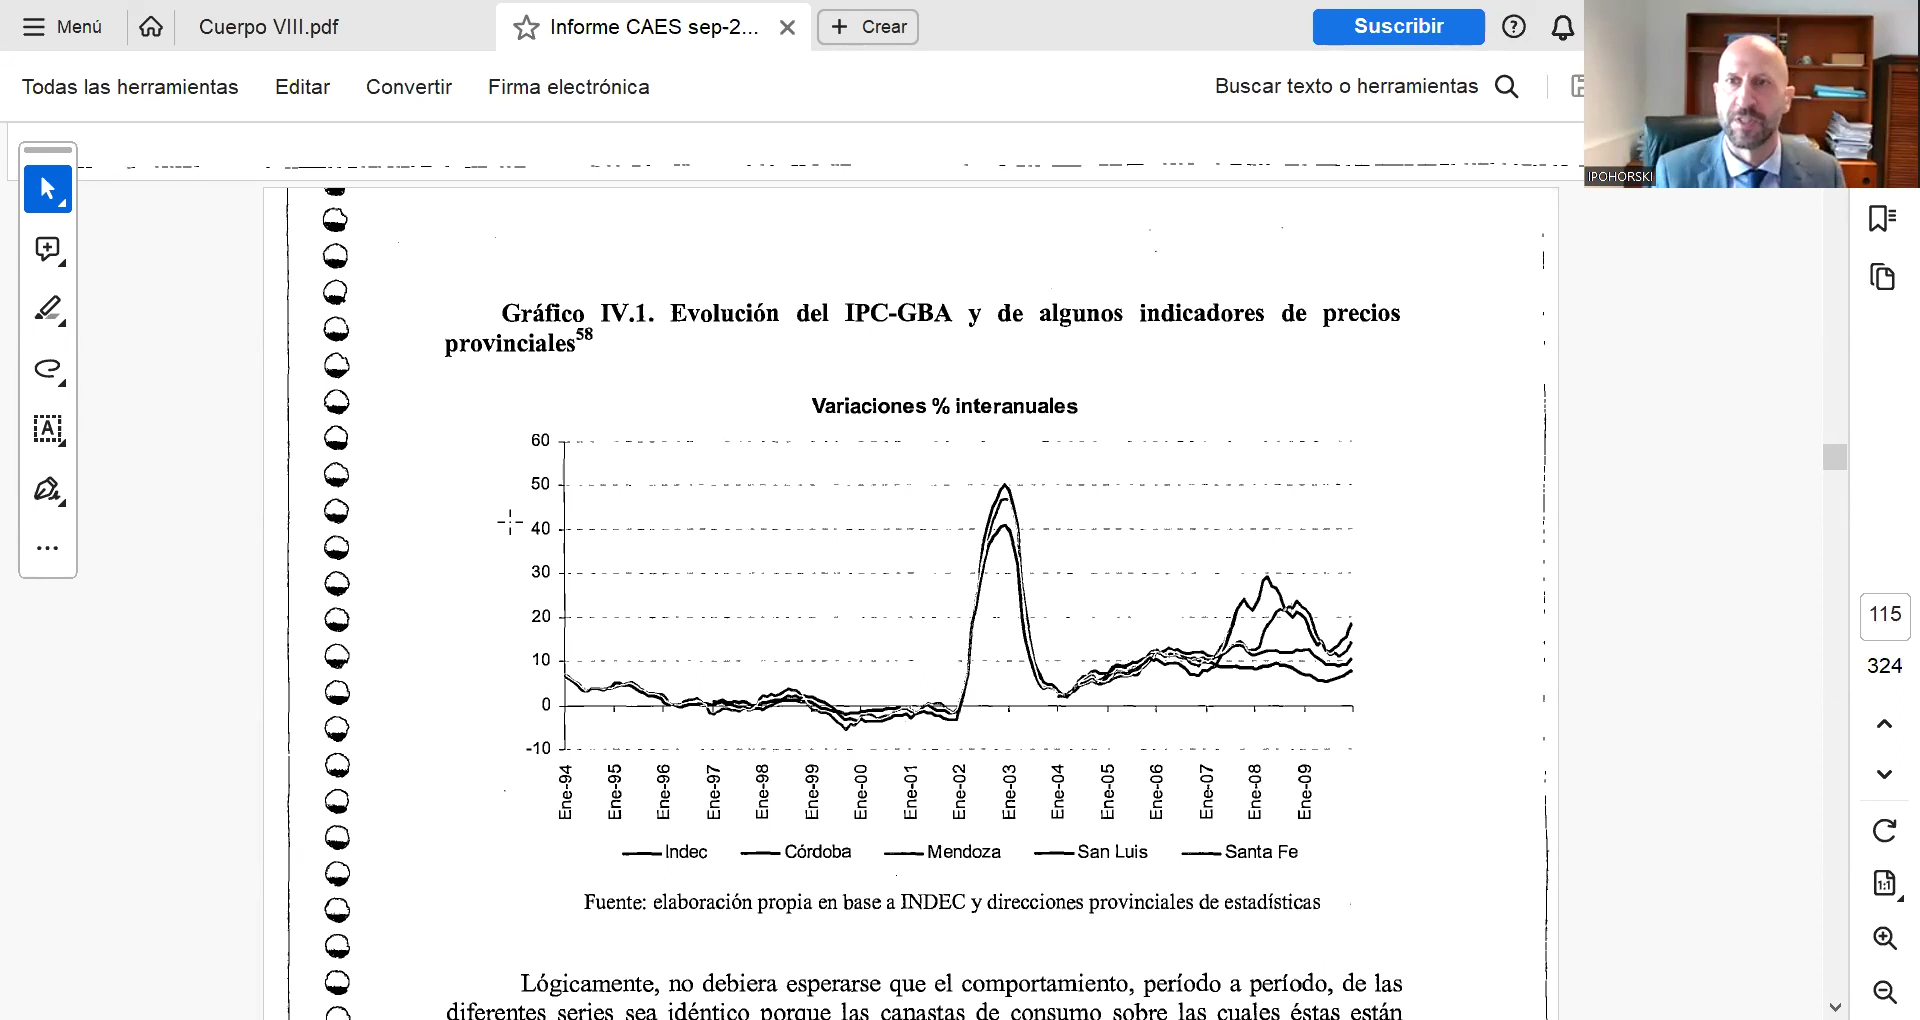 Menú
Cuerpo VIII.pdf
Informe CAES sep-2...
Crear
Suscribir
Todas las herramientas
Editar
Convertir
Firma electrónica
Buscar texto o herramientas
IPOHORSKI
Gráfico IV.1. Evolución del IPC-GBA y de algunos indicadores de precios
provinciales58
Variaciones % interanuales
60
50
40
30
20
10
0
-10
Ene-94
Ene-95
Ene-96
Ene-97
Ene-98
Ene-99
Ene-00
Ene-01
Ene-02
Ene-03
Ene-04
Ene-05
Ene-06
Ene-07
Ene-08
Ene-09
Indec
Córdoba
Mendoza
San Luis
Santa Fe
Fuente: elaboración propia en base a INDEC y direcciones provinciales de estadísticas
Lógicamente, no debiera esperarse que el comportamiento, período a período, de las
diferentes series sea idéntico porque las canastas de consumo sobre las cuales éstas están
115
324
1:1